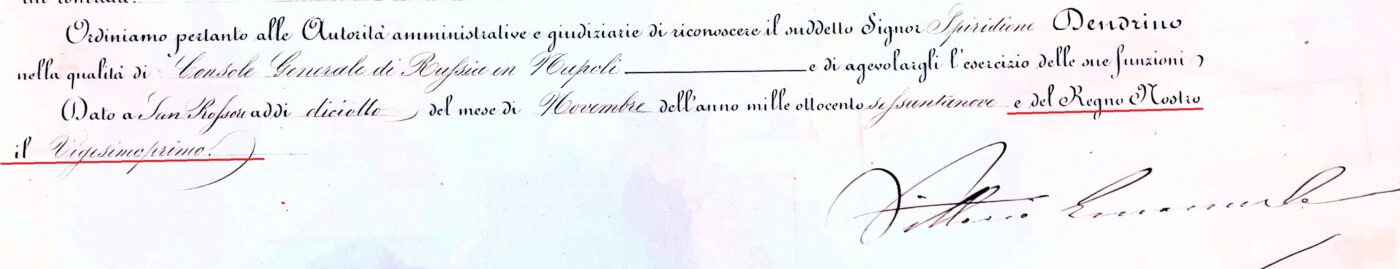 Ordiniamo pertanto alle Autorità amministrative e giudiziarie di riconoscere il suddetto Signor Spiridione Dendrino
nella qualità di Console Generale di Russia in Napoli e di agevolargli l'esercizio delle sue funzioni
Dato a San Rossore addì diciotto del mese di Novembre dell'anno mille ottocento sessantanove e del Regno Nostro
il Vigesimoprimo.
Vittorio Emanuele